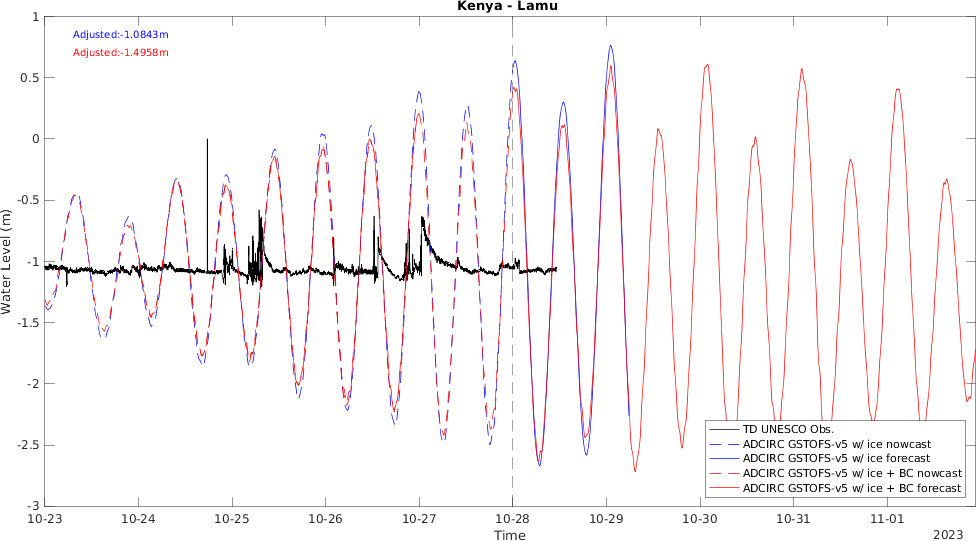 Kenya - Lamu
Adjusted:-1.0843m
Adjusted:-1.4958m
1
0.5
0
-0.5
-1
-1.5
-2
-2.5
-3
Water Level (m)
10-23 10-24 10-25 10-26 10-27 10-28 10-29 10-30 10-31 11-01
Time
2023
TD UNESCO Obs.
ADCIRC GSTOFS-v5 w/ ice nowcast
ADCIRC GSTOFS-v5 w/ ice forecast
ADCIRC GSTOFS-v5 w/ ice + BC nowcast
ADCIRC GSTOFS-v5 w/ ice + BC forecast